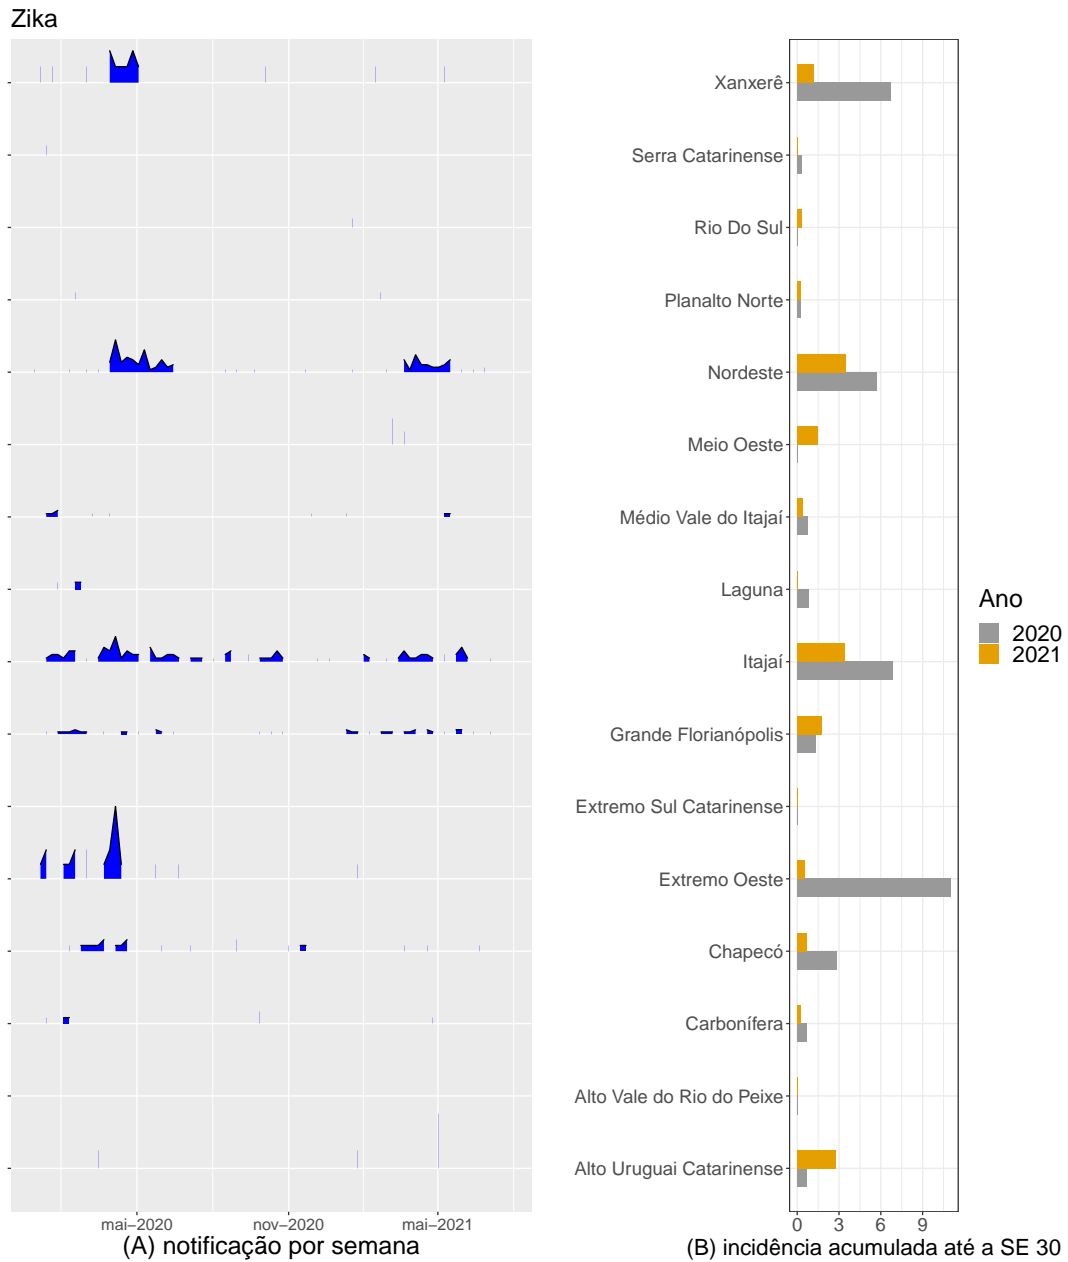 Zika
Xanxerê
Serra Catarinense
Rio Do Sul
Planalto Norte
Nordeste
Meio Oeste
Médio Vale do Itajaí
Laguna
Itajaí
Grande Florianópolis
Extremo Sul Catarinense
Extremo Oeste
Chapecó
Carbonífera
Alto Vale do Rio do Peixe
Alto Uruguai Catarinense
Ano
2020
2021
mai−2020 nov−2020 mai−2021
(A) notificação por semana
0 3 6 9
(B) incidência acumulada até a SE 30